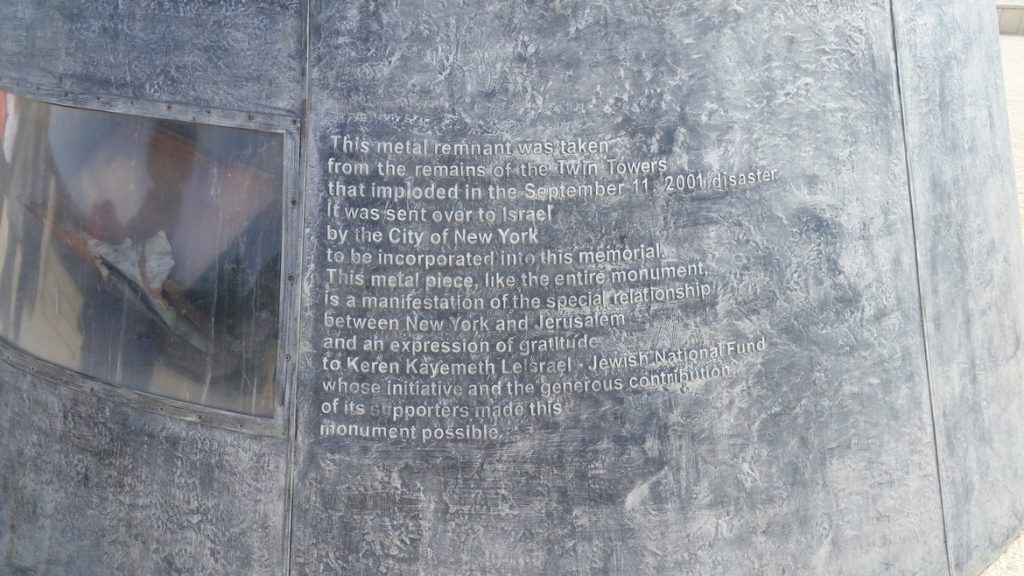 This metal remnant was taken
from the remains of the Twin Towers
that imploded in the September 11, 2001 disaster.
It was sent over to Israel
by the City of New York
to be incorporated into this memorial.
This metal piece, like the entire monument,
is a manifestation of the special relationship
between New York and Jerusalem
and an expression of gratitude
to Keren Kayemeth Le'Israel - Jewish National Fund
whose initiative and the generous contribution
of its supporters made this
monument possible.